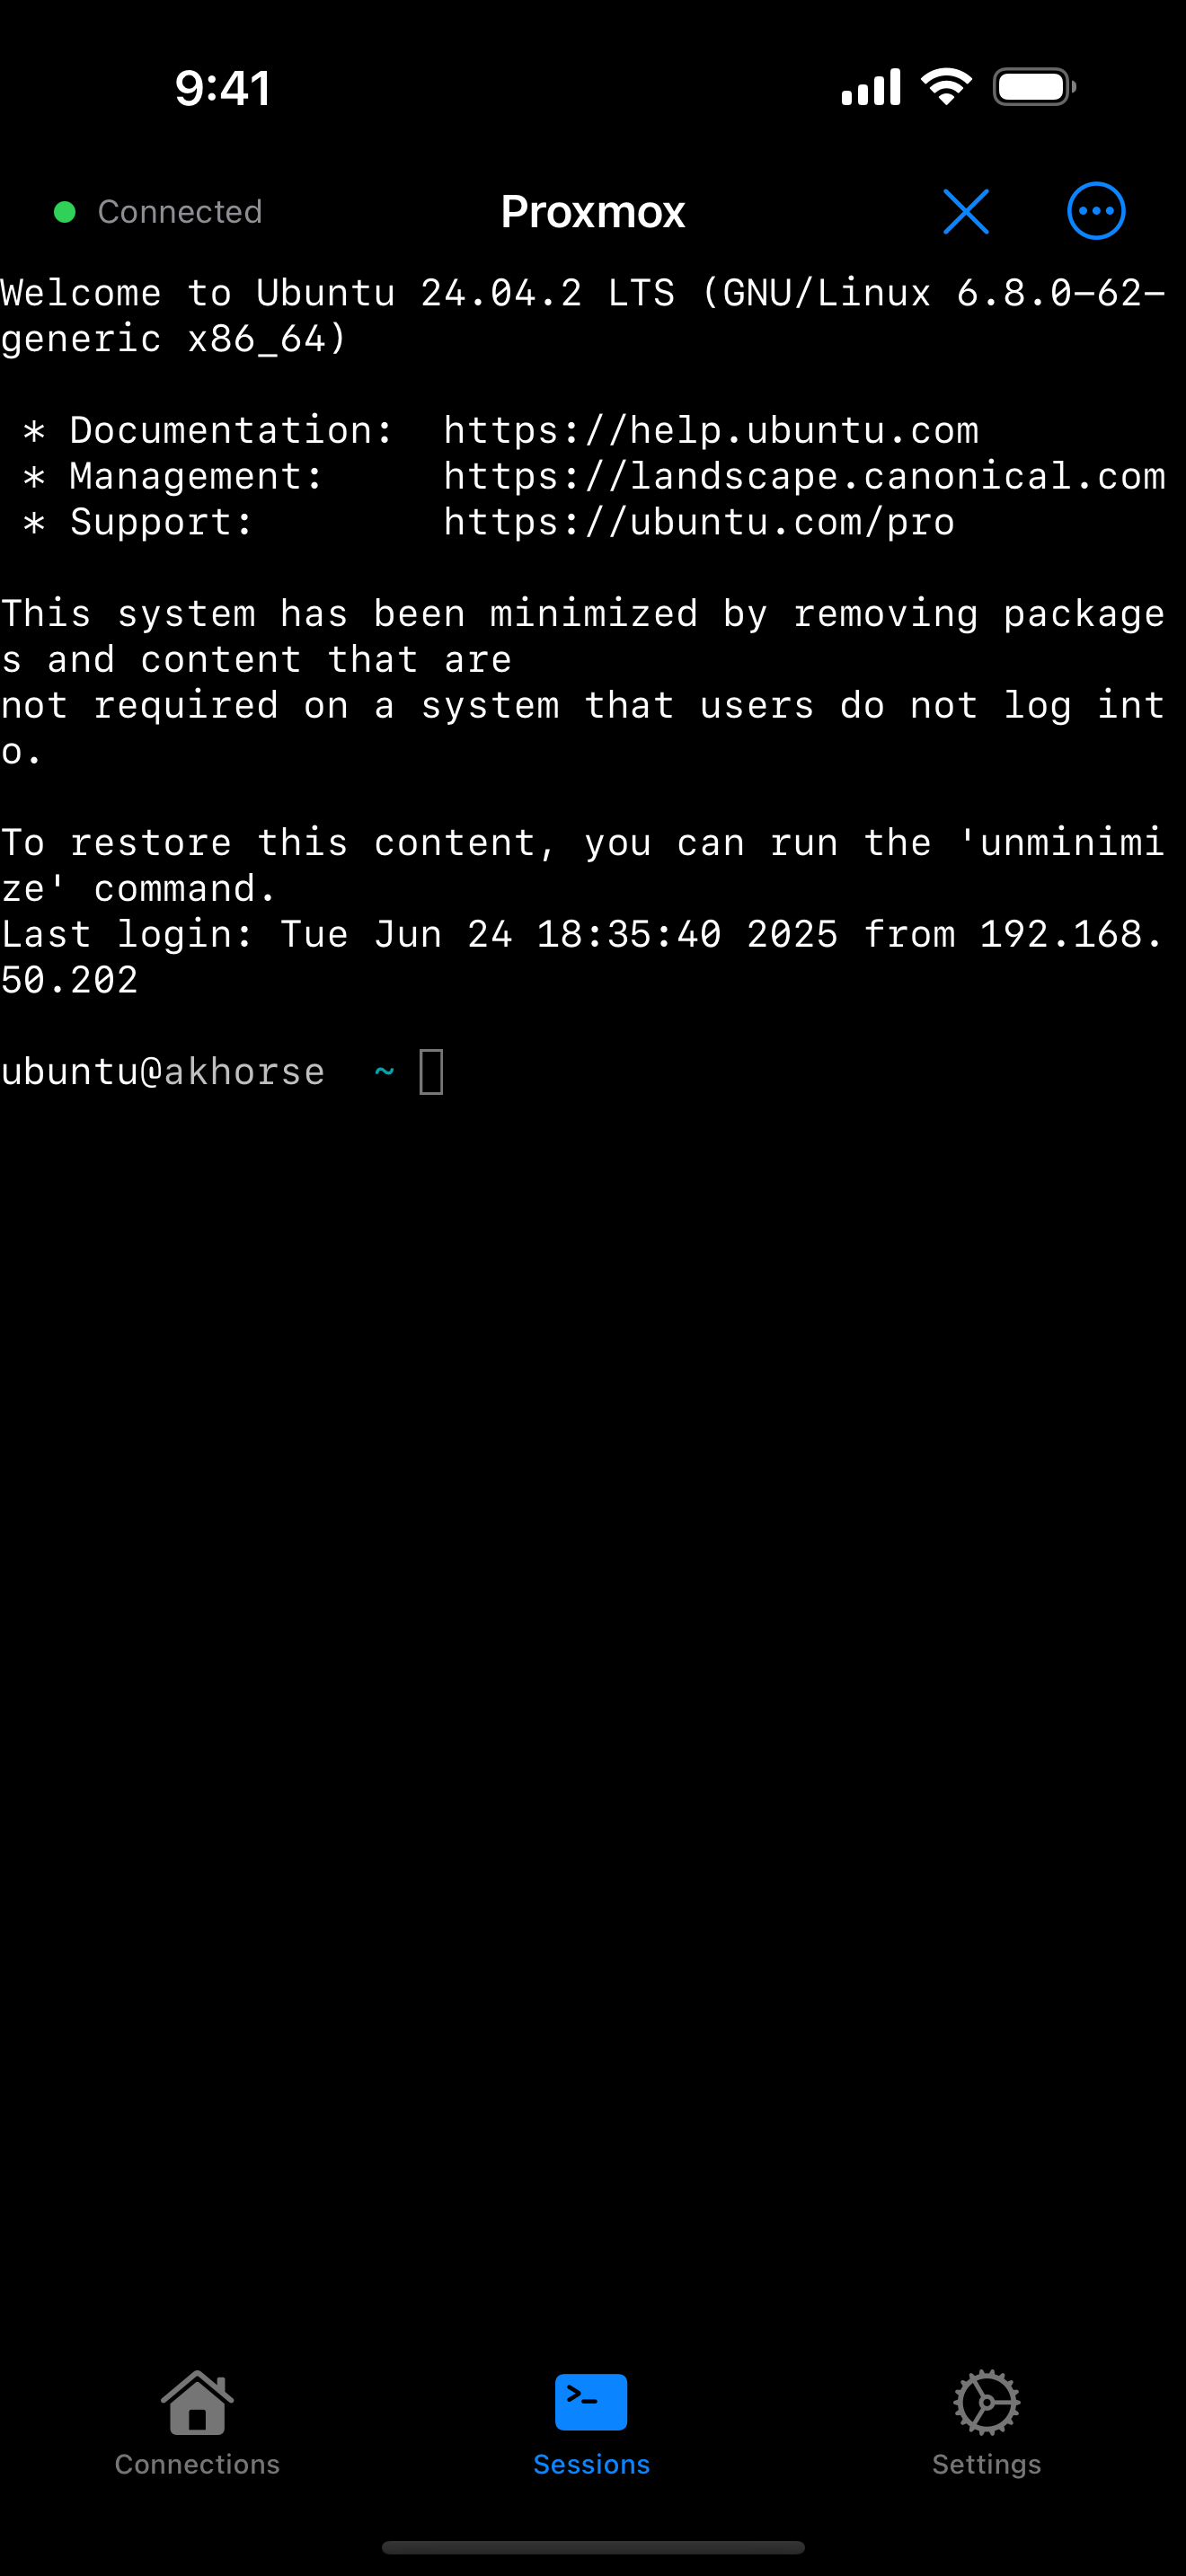 9:41
Connected Proxmox
Welcome to Ubuntu 24.04.2 LTS (GNU/Linux 6.8.0-62-
generic x86_64)
* Documentation: https://help.ubuntu.com
* Management: https://landscape.canonical.com
* Support: https://ubuntu.com/pro
This system has been minimized by removing package
s and content that are
not required on a system that users do not log int
o.
To restore this content, you can run the 'unminimi
ze' command.
Last login: Tue Jun 24 18:35:40 2025 from 192.168.
50.202
ubuntu@akhorse ~
Connections Sessions Settings